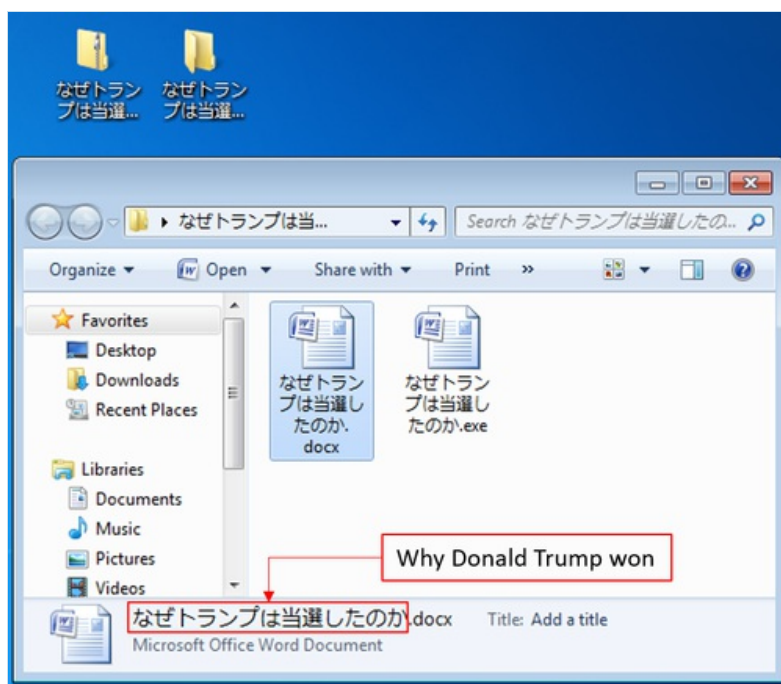 なぜトラン
プは当選...
なぜトラン
プは当選...
なぜトランプは当...
Search なぜトランプは当選したの...
Organize
Open
Share with
Print
»
Favorites
Desktop
Downloads
Recent Places
Libraries
Documents
Music
Pictures
Videos
なぜトラン
プは当選し
たのか.
docx
なぜトラン
プは当選し
たのか.exe
Why Donald Trump won
なぜトランプは当選したのか.docx Title: Add a title
Microsoft Office Word Document